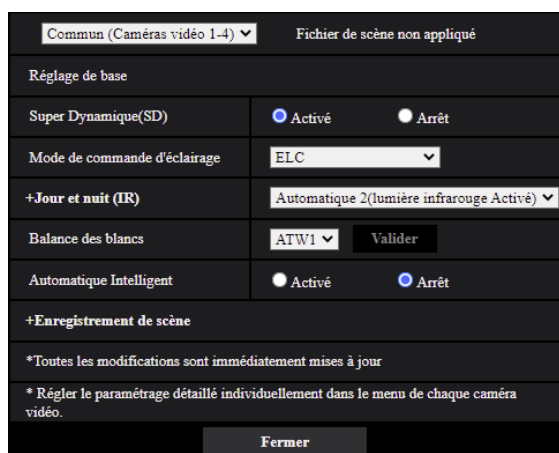 Commun (Caméras vidéo 1-4) Fichier de scène non appliqué
Réglage de base
Super Dynamique(SD) Activé Arrêt
Mode de commande d'éclairage ELC
+Jour et nuit (IR) Automatique 2(lumière infrarouge Activé)
Balance des blancs ATW1 Valider
Automatique Intelligent Activé Arrêt
+Enregistrement de scène
*Toutes les modifications sont immédiatement mises à jour
* Régler le paramétrage détaillé individuellement dans le menu de chaque caméra
vidéo.
Fermer